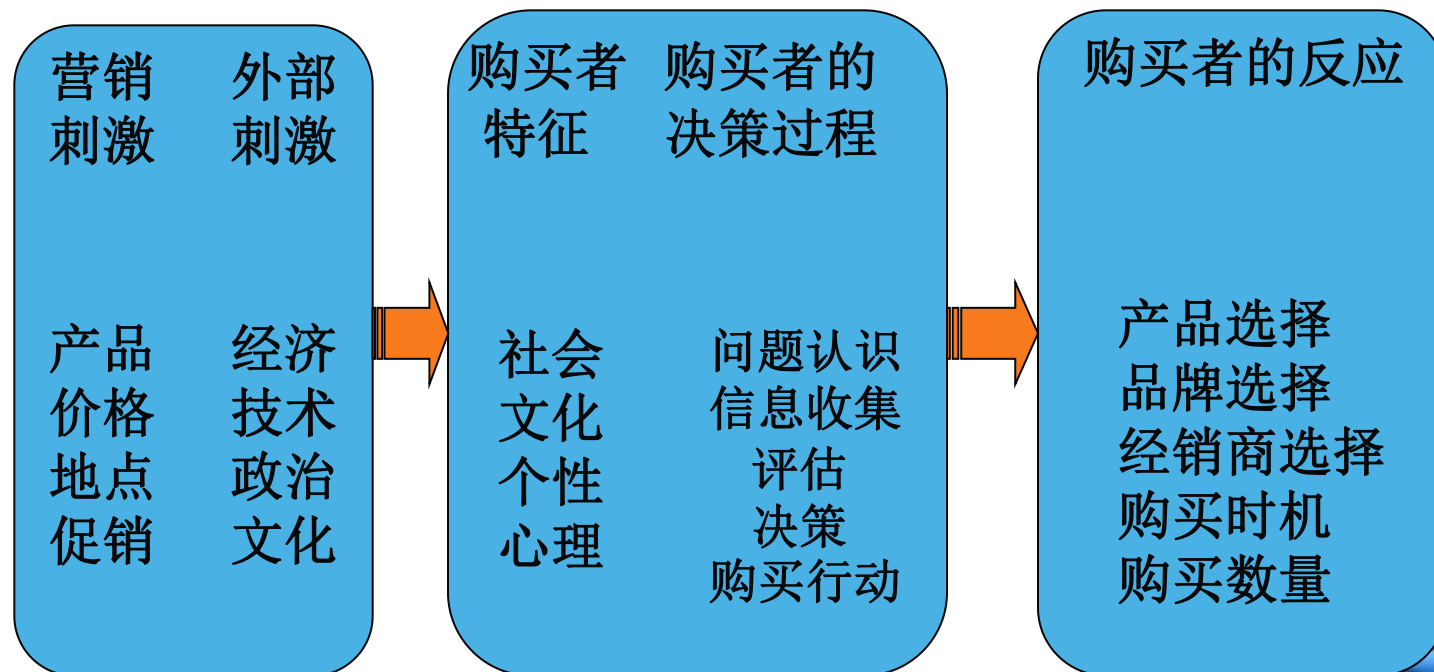 营销 外部
刺激 刺激
产品 经济
价格 技术
地点 政治
促销 文化
购买者 购买者的
特征 决策过程
社会 问题认识
文化 信息收集
个性 评估
心理 决策
购买行动
购买者的反应
产品选择
品牌选择
经销商选择
购买时机
购买数量